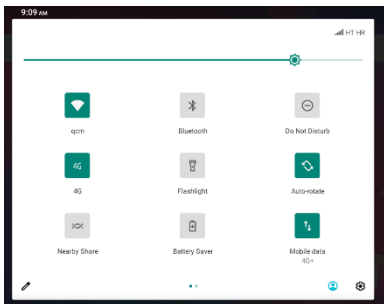 9:09 AM
HT HR
qcm
Bluetooth
Do Not Disturb
4G
4G
Flashlight
Auto-rotate
Nearby Share
Battery Saver
Mobile data
4G+